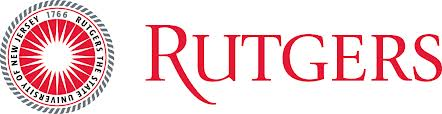 RUTGERS, THE STATE UNIVERSITY OF NEW JERSEY
1766
RUTGERS